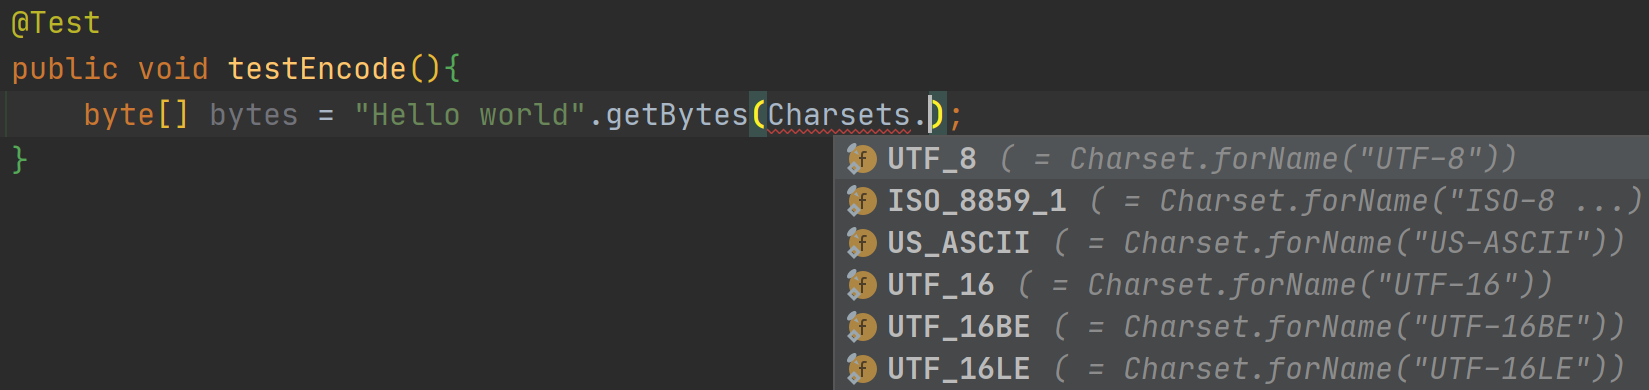 @Test
public void testEncode(){
byte[] bytes = "Hello world".getBytes(Charsets.);
}
f UTF_8 ( = Charset.forName("UTF-8"))
f ISO_8859_1 ( = Charset.forName("ISO-8 ...)
f US_ASCII ( = Charset.forName("US-ASCII"))
f UTF_16 ( = Charset.forName("UTF-16"))
f UTF_16BE ( = Charset.forName("UTF-16BE"))
f UTF_16LE ( = Charset.forName("UTF-16LE"))